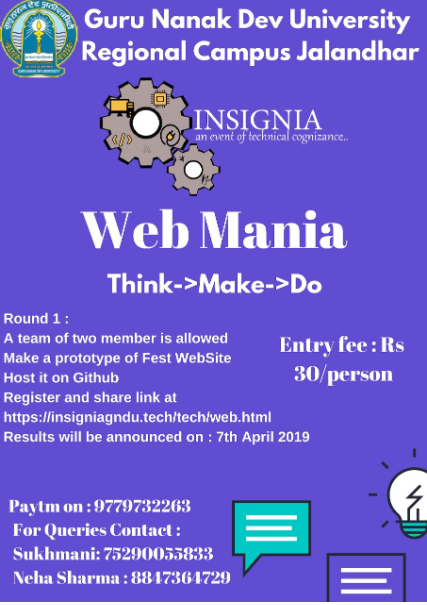 Guru Nanak Dev University
Regional Campus Jalandhar
INSIGNIA
an event of technical cognizance..
Web Mania
Think->Make->Do
Round 1 :
A team of two member is allowed
Make a prototype of Fest WebSite
Host it on Github
Register and share link at
https://insigniagndu.tech/tech/web.html
Results will be announced on : 7th April 2019
Entry fee : Rs
30/person
Paytm on : 9779732263
For Queries Contact :
Sukhmani: 75290055833
Neha Sharma : 8847364729